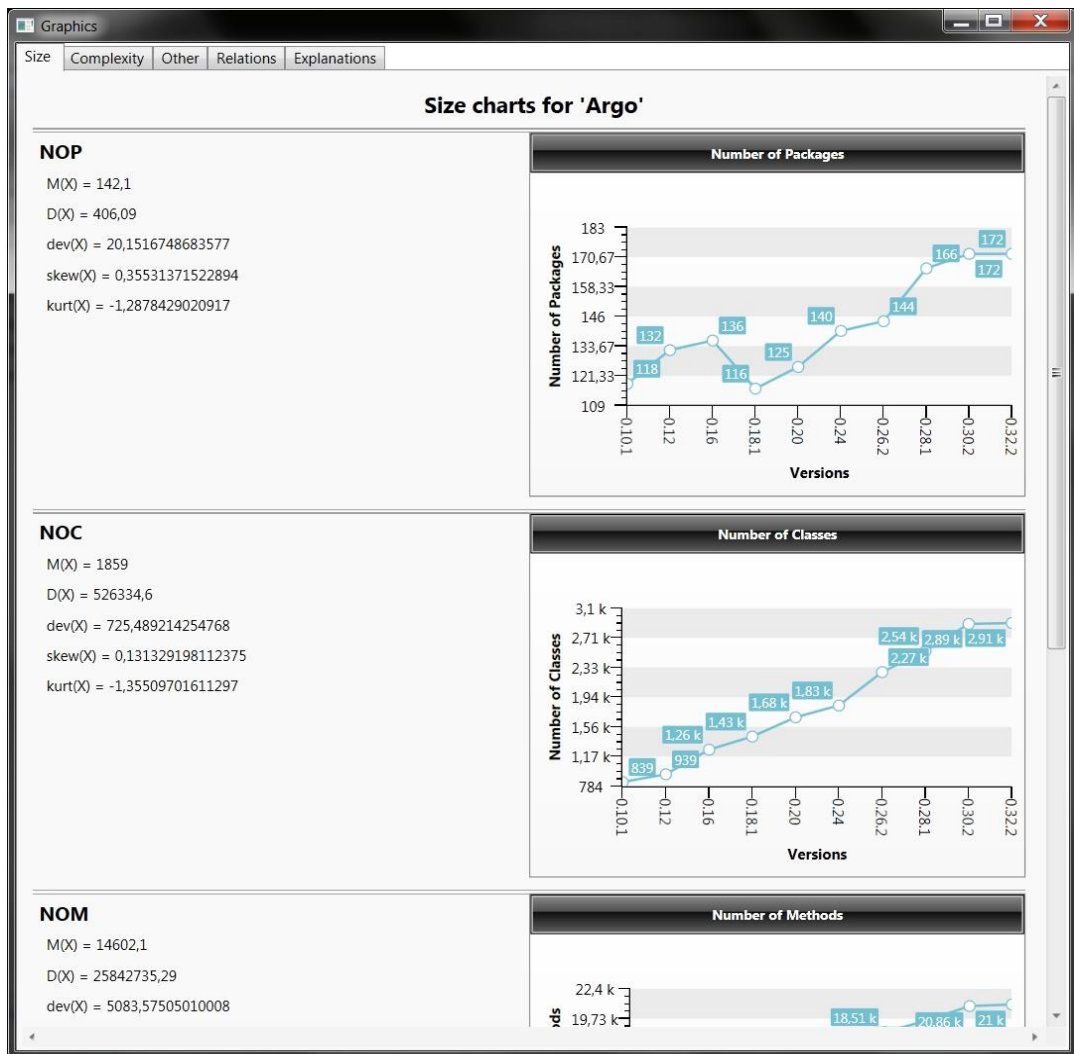 Graphics
Size Complexity Other Relations Explanations
Size charts for 'Argo'
NOP
M(X) = 142,1
D(X) = 406,09
dev(X) = 20,1516748683577
skew(X) = 0,35531371522894
kurt(X) = -1,2878429020917
Number of Packages
Number of Packages
183
170,67
158,33
146
133,67
121,33
109
118
132
136
116
125
140
144
166
172
172
0.10.1
0.12
0.16
0.18.1
0.20
0.24
0.26.2
0.28.1
0.30.2
0.32.2
Versions
NOC
M(X) = 1859
D(X) = 526334,6
dev(X) = 725,489214254768
skew(X) = 0,131329198112375
kurt(X) = -1,35509701611297
Number of Classes
Number of Classes
3,1 k
2,71 k
2,33 k
1,94 k
1,56 k
1,17 k
784
839
939
1,26 k
1,43 k
1,68 k
1,83 k
2,27 k
2,54 k
2,89 k
2,91 k
0.10.1
0.12
0.16
0.18.1
0.20
0.24
0.26.2
0.28.1
0.30.2
0.32.2
Versions
NOM
M(X) = 14602,1
D(X) = 25842735,29
dev(X) = 5083,57505010008
Number of Methods
22,4 k
19,73 k
18,51 k
20,86 k
21 k